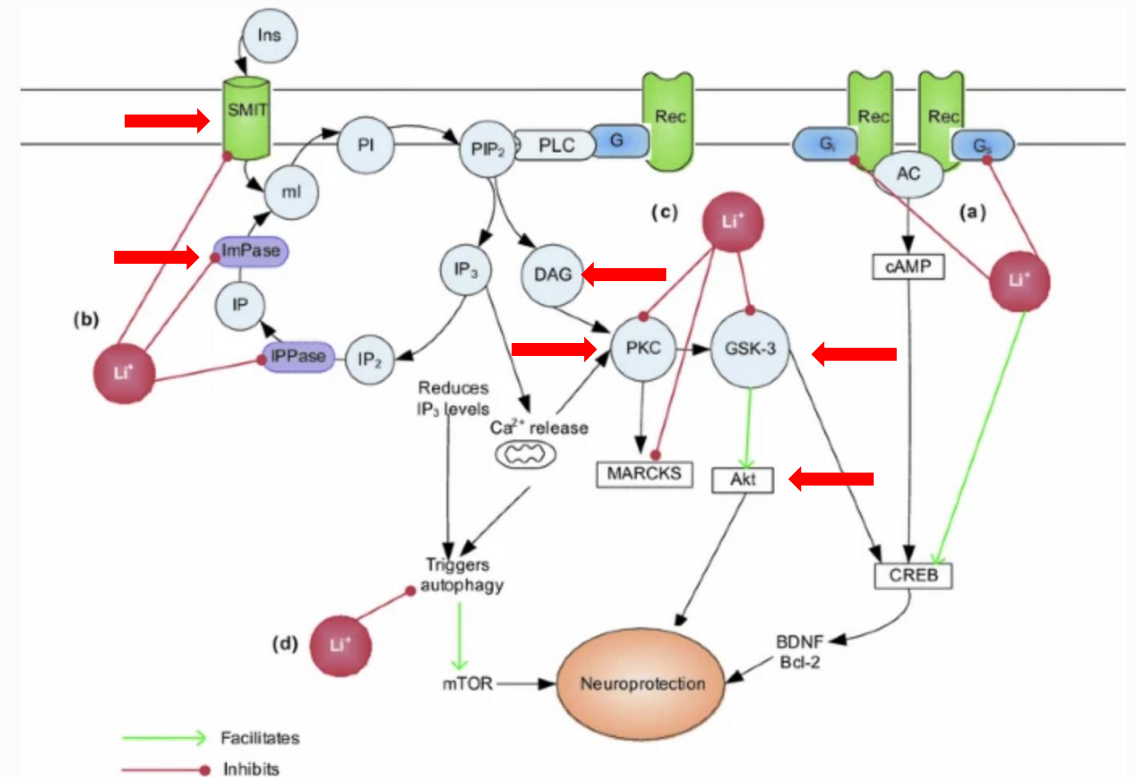 Ins
SMIT
Rec
Rec
Rec
PI
PIP₂
PLC
G
Gᵢ
Gₛ
AC
mI
(c)
Li⁺
(a)
ImPase
IP₃
DAG
cAMP
Li⁺
IP
(b)
PKC
GSK-3
Li⁺
IPPase
IP₂
Reduces
IP₃ levels
Ca²⁺ release
MARCKS
Akt
Triggers
autophagy
CREB
(d)
Li⁺
BDNF
Bcl-2
mTOR
Neuroprotection
Facilitates
Inhibits